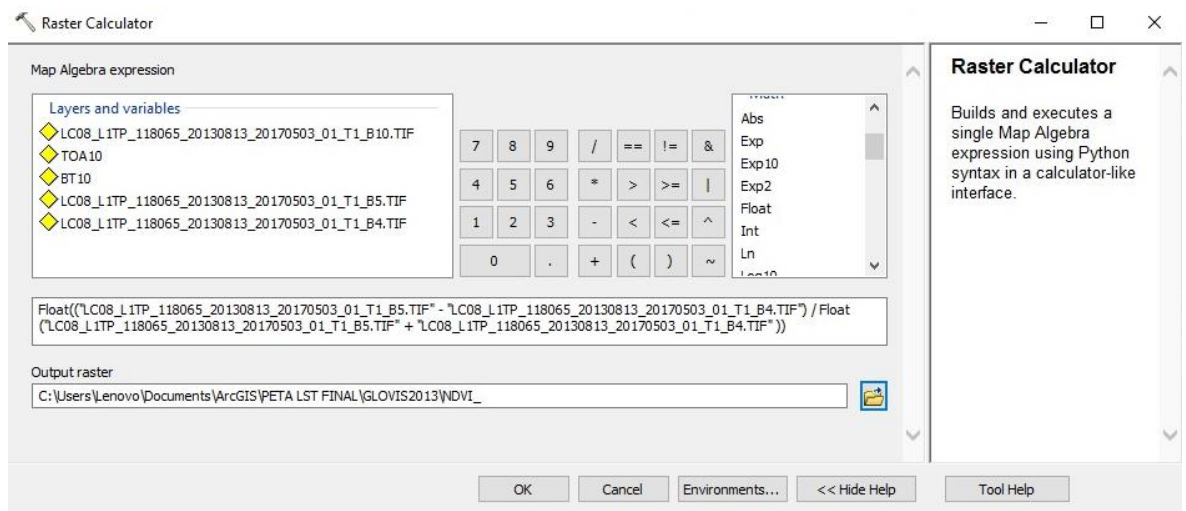 Raster Calculator
Map Algebra expression
Layers and variables
LC08_L1TP_118065_20130813_20170503_01_T1_B10.TIF
TOA10
BT10
LC08_L1TP_118065_20130813_20170503_01_T1_B5.TIF
LC08_L1TP_118065_20130813_20170503_01_T1_B4.TIF
7 8 9 / == != &
4 5 6 * > >= |
1 2 3 - < <= ^
0 . + ( ) ~
Math
Abs
Exp
Exp10
Exp2
Float
Int
Ln
Log10
Float(("LC08_L1TP_118065_20130813_20170503_01_T1_B5.TIF" - "LC08_L1TP_118065_20130813_20170503_01_T1_B4.TIF") / Float
("LC08_L1TP_118065_20130813_20170503_01_T1_B5.TIF" + "LC08_L1TP_118065_20130813_20170503_01_T1_B4.TIF" ))
Output raster
C:\Users\Lenovo\Documents\ArcGIS\PETA LST FINAL\GLOVIS2013\NDVI_
OK Cancel Environments... << Hide Help Tool Help
Raster Calculator
Builds and executes a
single Map Algebra
expression using Python
syntax in a calculator-like
interface.